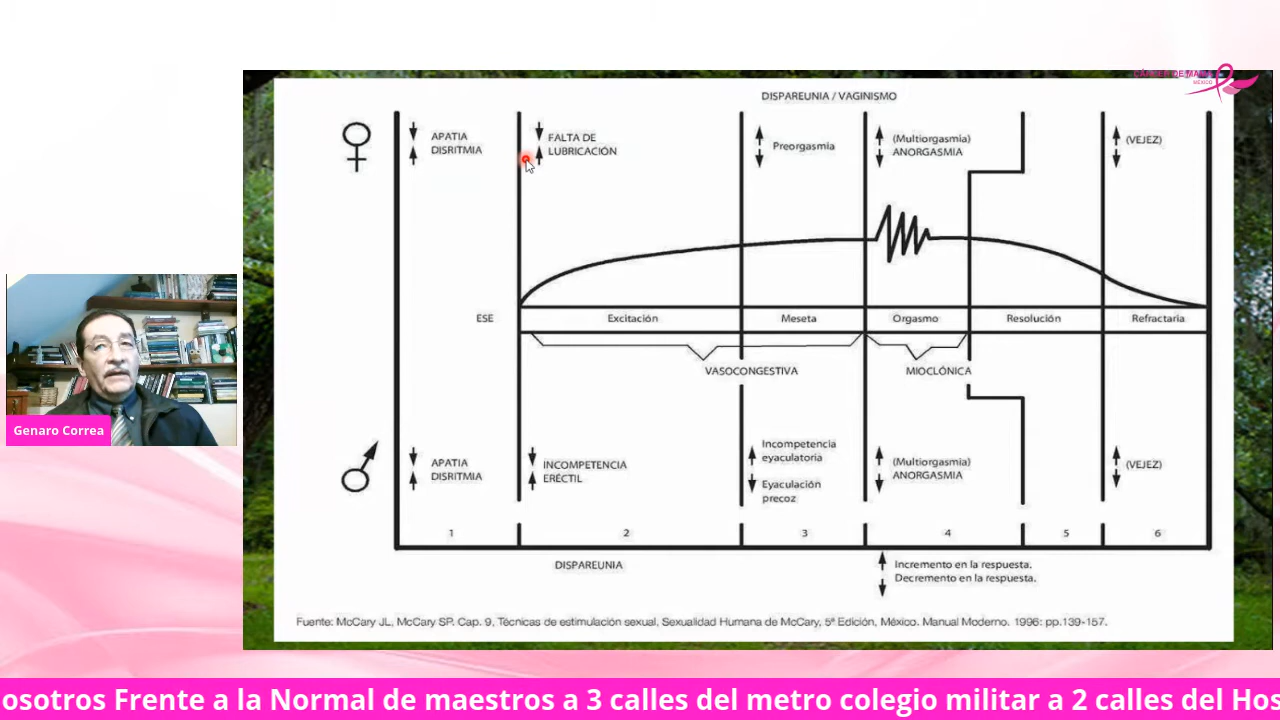 CÁNCER DE MAMA
MÉXICO
DISPAREUNIA / VAGINISMO
APATIA
DISRITMIA
FALTA DE
LUBRICACIÓN
Preorgasmia
(Multiorgasmia)
ANORGASMIA
(VEJEZ)
ESE
Excitación
Meseta
Orgasmo
Resolución
Refractaria
VASOCONGESTIVA
MIOCLÓNICA
Genaro Correa
APATIA
DISRITMIA
INCOMPETENCIA
ERÉCTIL
Incompetencia
eyaculatoria
Eyaculación
precoz
(Multiorgasmia)
ANORGASMIA
(VEJEZ)
1
2
3
4
5
6
DISPAREUNIA
Incremento en la respuesta.
Decremento en la respuesta.
Fuente: McCary JL, McCary SP. Cap. 9, Técnicas de estimulación sexual, Sexualidad Humana de McCary, 5ª Edición, México. Manual Moderno. 1996: pp.139-157.
osotros Frente a la Normal de maestros a 3 calles del metro colegio militar a 2 calles del Hos